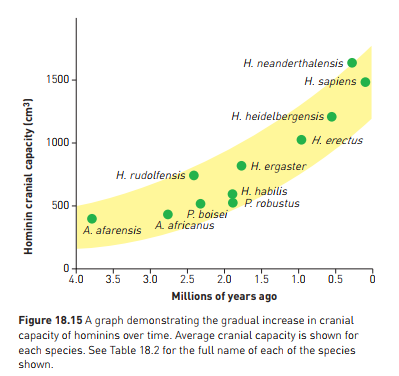 H. neanderthalensis
H. sapiens
H. heidelbergensis
H. erectus
H. ergaster
H. rudolfensis
H. habilis
P. robustus
P. boisei
A. africanus
A. afarensis
Hominin cranial capacity (cm³)
1500
1000
500
0
4.0 3.5 3.0 2.5 2.0 1.5 1.0 0.5 0
Millions of years ago
Figure 18.15 A graph demonstrating the gradual increase in cranial
capacity of hominins over time. Average cranial capacity is shown for
each species. See Table 18.2 for the full name of each of the species
shown.